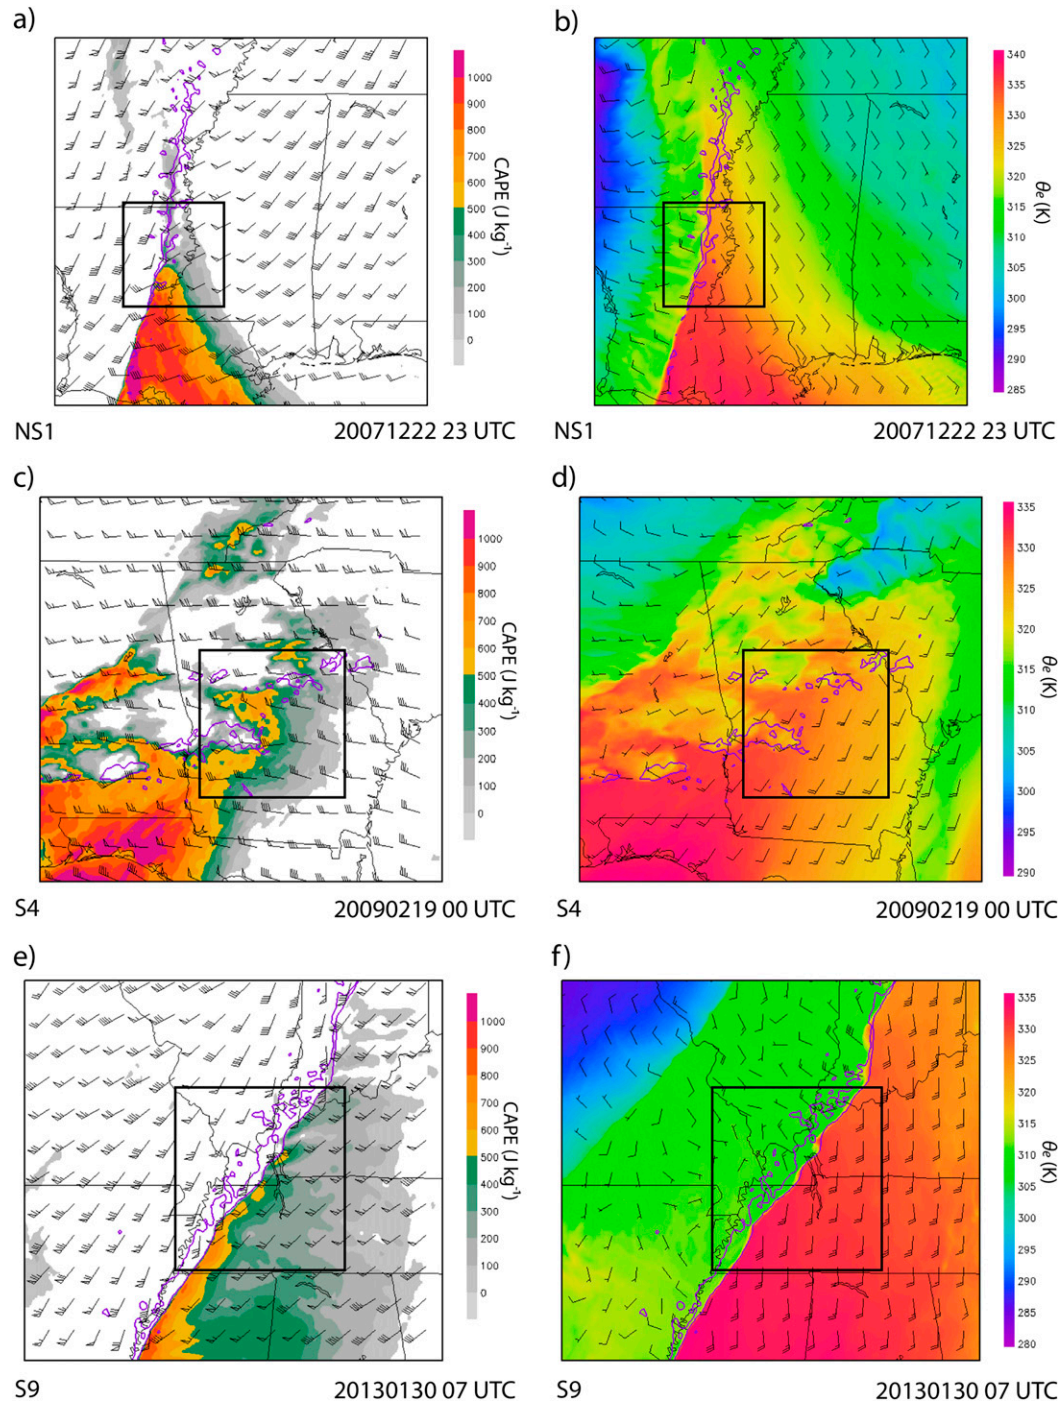 a)
b)
1000
900
800
700
600
500
400
300
200
100
0
CAPE (J kg⁻¹)
340
335
330
325
320
315
310
305
300
295
290
285
θe (K)
NS1
20071222 23 UTC
NS1
20071222 23 UTC
c)
d)
1000
900
800
700
600
500
400
300
200
100
0
CAPE (J kg⁻¹)
335
330
325
320
315
310
305
300
295
290
θe (K)
S4
20090219 00 UTC
S4
20090219 00 UTC
e)
f)
1000
900
800
700
600
500
400
300
200
100
0
CAPE (J kg⁻¹)
335
330
325
320
315
310
305
300
295
290
285
280
θe (K)
S9
20130130 07 UTC
S9
20130130 07 UTC